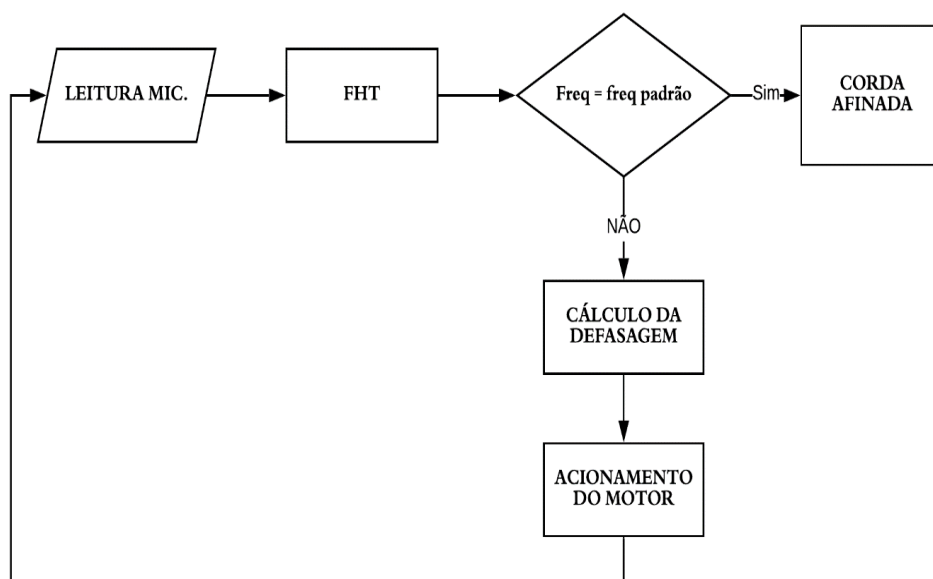 LEITURA MIC.
FHT
Freq = freq padrão
Sim
CORDA
AFINADA
NÃO
CÁLCULO DA
DEFASAGEM
ACIONAMENTO
DO MOTOR